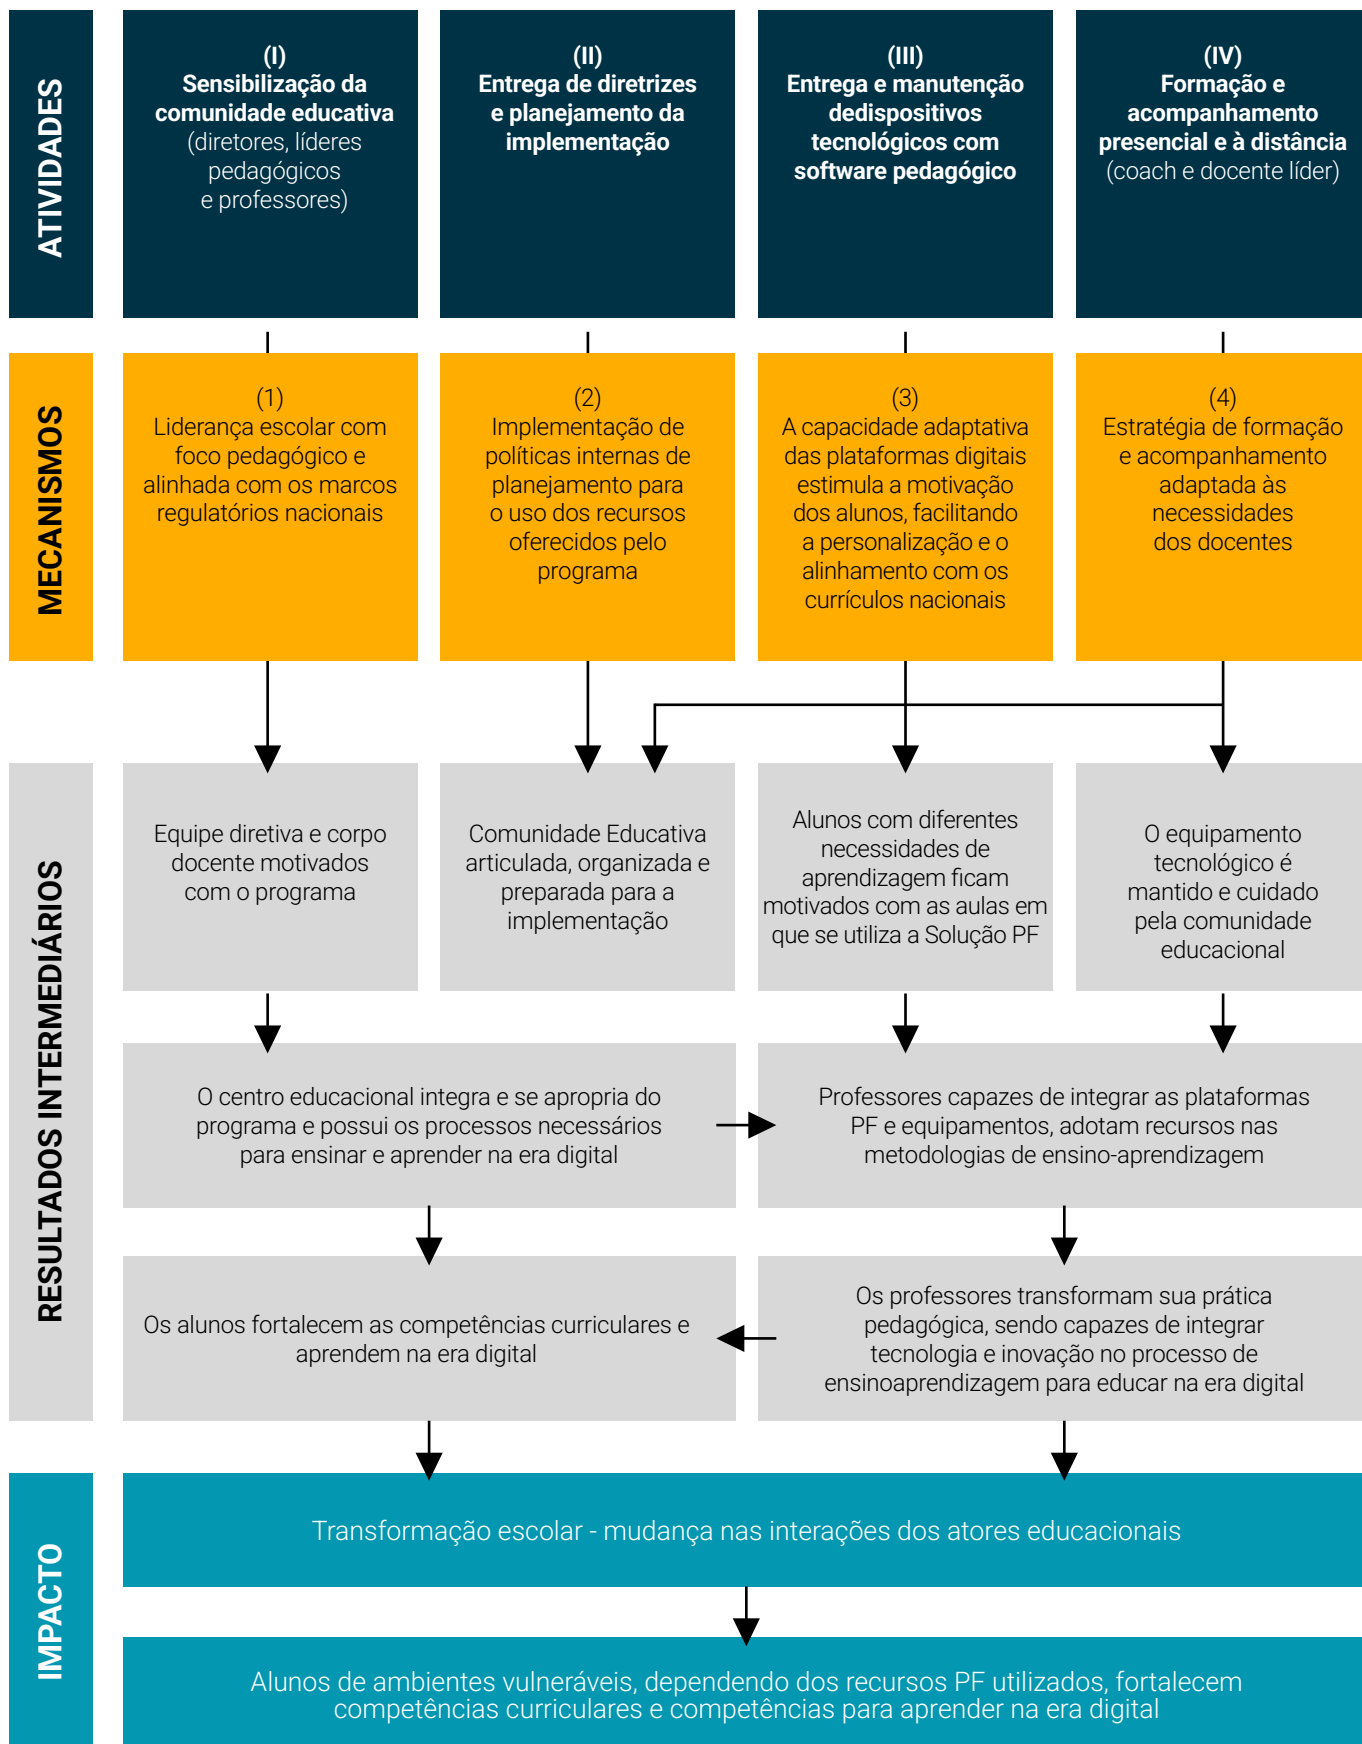 ATIVIDADES
(I)
Sensibilização da
comunidade educativa
(diretores, líderes
pedagógicos
e professores)
(II)
Entrega de diretrizes
e planejamento da
implementação
(III)
Entrega e manutenção
dedispositivos
tecnológicos com
software pedagógico
(IV)
Formação e
acompanhamento
presencial e à distância
(coach e docente líder)
MECANISMOS
(1)
Liderança escolar com
foco pedagógico e
alinhada com os marcos
regulatórios nacionais
(2)
Implementação de
políticas internas de
planejamento para
o uso dos recursos
oferecidos pelo
programa
(3)
A capacidade adaptativa
das plataformas digitais
estimula a motivação
dos alunos, facilitando
a personalização e o
alinhamento com os
currículos nacionais
(4)
Estratégia de formação
e acompanhamento
adaptada às
necessidades
dos docentes
RESULTADOS INTERMEDIÁRIOS
Equipe diretiva e corpo
docente motivados
com o programa
Comunidade Educativa
articulada, organizada e
preparada para a
implementação
Alunos com diferentes
necessidades de
aprendizagem ficam
motivados com as aulas em
que se utiliza a Solução PF
O equipamento
tecnológico é
mantido e cuidado
pela comunidade
educacional
O centro educacional integra e se apropria do
programa e possui os processos necessários
para ensinar e aprender na era digital
Professores capazes de integrar as plataformas
PF e equipamentos, adotam recursos nas
metodologias de ensino-aprendizagem
Os alunos fortalecem as competências curriculares e
aprendem na era digital
Os professores transformam sua prática
pedagógica, sendo capazes de integrar
tecnologia e inovação no processo de
ensinoaprendizagem para educar na era digital
IMPACTO
Transformação escolar - mudança nas interações dos atores educacionais
Alunos de ambientes vulneráveis, dependendo dos recursos PF utilizados, fortalecem
competências curriculares e competências para aprender na era digital